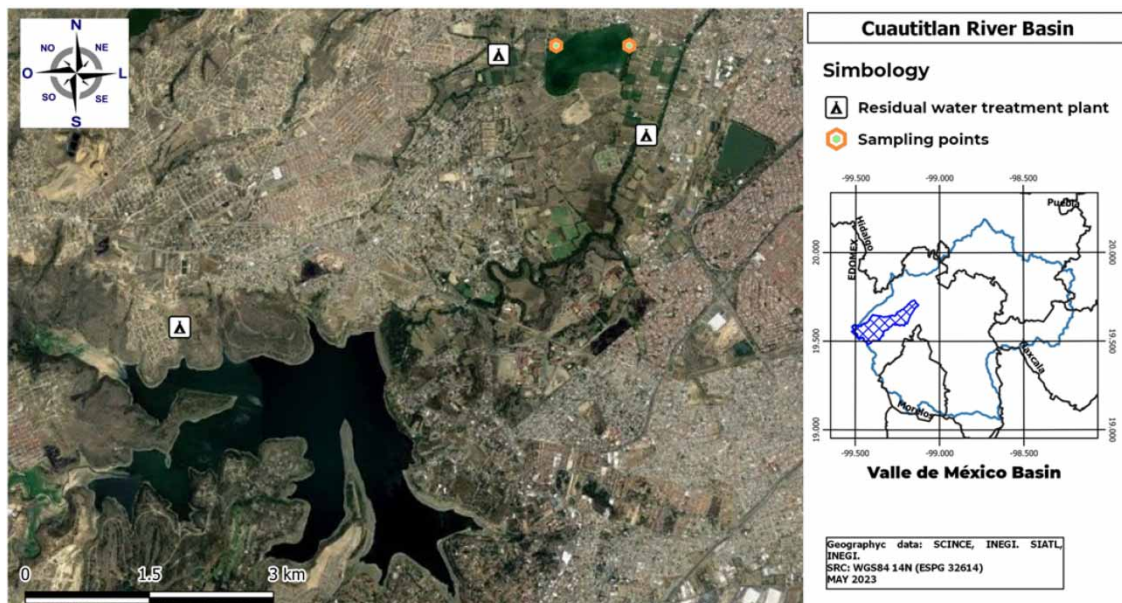 N
NO
NE
O
L
SO
SE
S
0
1.5
3 km
Cuautitlan River Basin
Simbology
Residual water treatment plant
Sampling points
-99.500
-99.000
-98.500
Puebla
Hidalgo
EDOMEX
20.000
20.000
19.500
19.500
Tlaxcala
Morelos
19.000
19.000
-99.500
-99.000
-98.500
Valle de México Basin
Geographyc data: SCINCE, INEGI. SIATL,
INEGI.
SRC: WGS84 14N (ESPG 32614)
MAY 2023